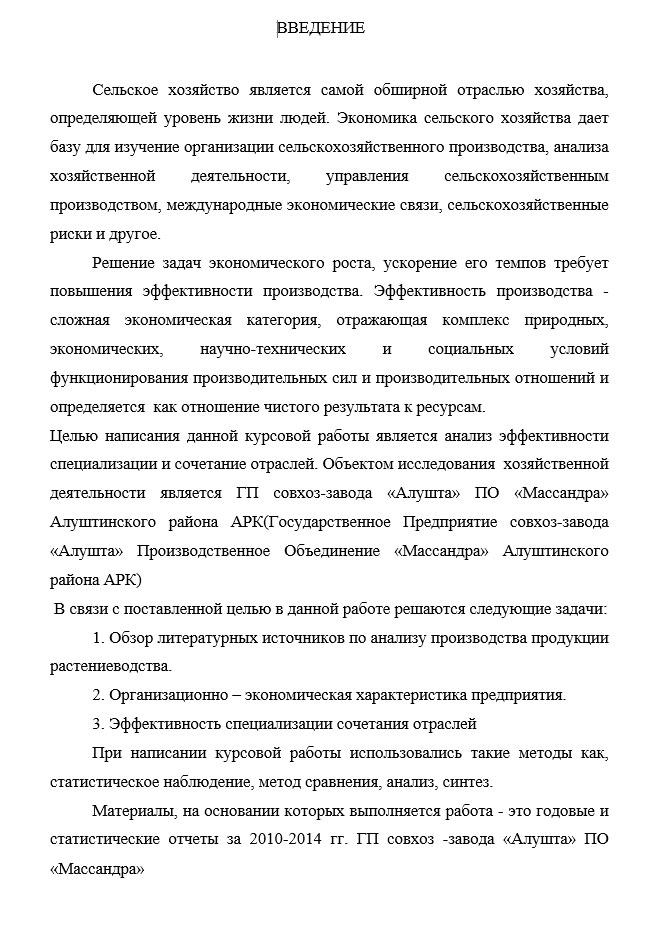 ВВЕДЕНИЕ
Сельское хозяйство является самой обширной отраслью хозяйства,
определяющей уровень жизни людей. Экономика сельского хозяйства дает
базу для изучение организации сельскохозяйственного производства, анализа
хозяйственной деятельности, управления сельскохозяйственным
производством, международные экономические связи, сельскохозяйственные
риски и другое.
Решение задач экономического роста, ускорение его темпов требует
повышения эффективности производства. Эффективность производства -
сложная экономическая категория, отражающая комплекс природных,
экономических, научно-технических и социальных условий
функционирования производительных сил и производительных отношений и
определяется  как отношение чистого результата к ресурсам.
Целью написания данной курсовой работы является анализ эффективности
специализации и сочетание отраслей. Объектом исследования  хозяйственной
деятельности является ГП совхоз-завода «Алушта» ПО «Массандра»
Алуштинского района АРК(Государственное Предприятие совхоз-завода
«Алушта» Производственное Объединение «Массандра» Алуштинского
района АРК)
В связи с поставленной целью в данной работе решаются следующие задачи:
1. Обзор литературных источников по анализу производства продукции
растениеводства.
2. Организационно – экономическая характеристика предприятия.
3. Эффективность специализации сочетания отраслей
При написании курсовой работы использовались такие методы как,
статистическое наблюдение, метод сравнения, анализ, синтез.
Материалы, на основании которых выполняется работа - это годовые и
статистические отчеты за 2010-2014 гг. ГП совхоз -завода «Алушта» ПО
«Массандра»